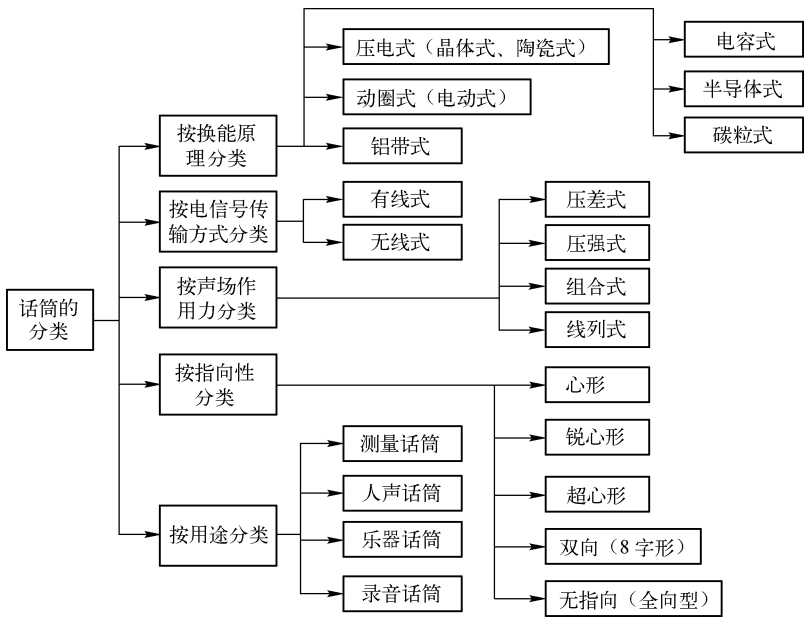 话筒的
分类
按换能原
理分类
压电式（晶体式、陶瓷式）
动圈式（电动式）
铝带式
电容式
半导体式
碳粒式
按电信号传
输方式分类
有线式
无线式
按声场作
用力分类
压差式
压强式
组合式
线列式
按指向性
分类
心形
锐心形
超心形
双向（8字形）
无指向（全向型）
按用途分类
测量话筒
人声话筒
乐器话筒
录音话筒